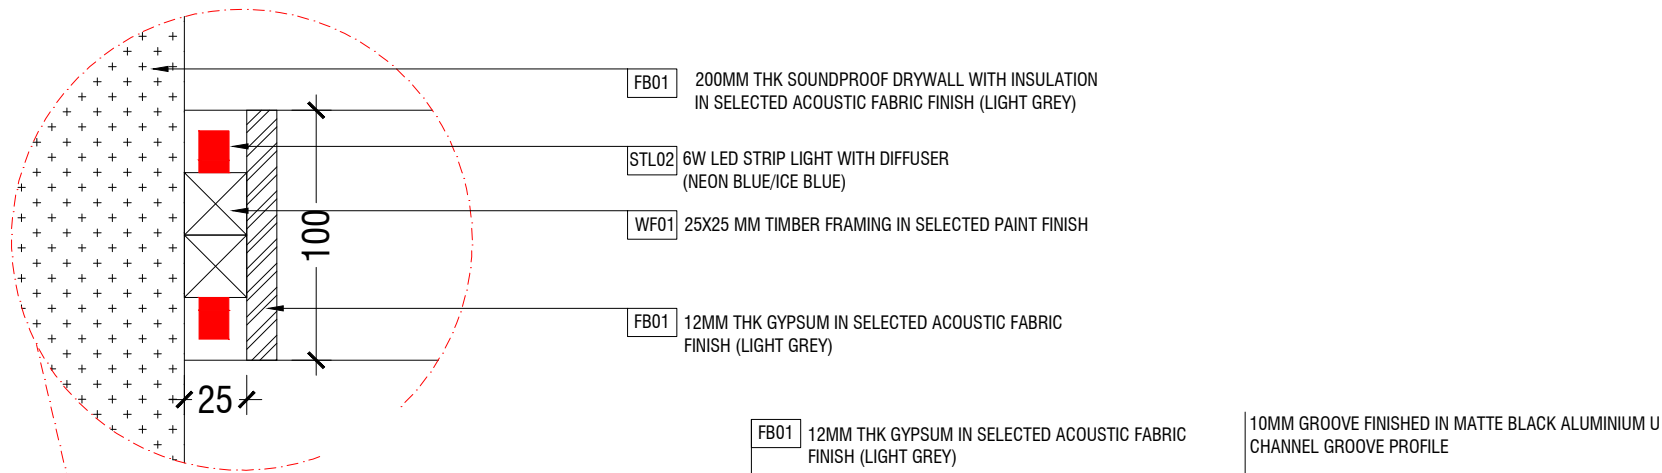 FB01 200MM THK SOUNDPROOF DRYWALL WITH INSULATION
IN SELECTED ACOUSTIC FABRIC FINISH (LIGHT GREY)
STL02 6W LED STRIP LIGHT WITH DIFFUSER
(NEON BLUE/ICE BLUE)
WF01 25X25 MM TIMBER FRAMING IN SELECTED PAINT FINISH
100
FB01 12MM THK GYPSUM IN SELECTED ACOUSTIC FABRIC
FINISH (LIGHT GREY)
25
FB01 12MM THK GYPSUM IN SELECTED ACOUSTIC FABRIC
FINISH (LIGHT GREY)
10MM GROOVE FINISHED IN MATTE BLACK ALUMINIUM U
CHANNEL GROOVE PROFILE